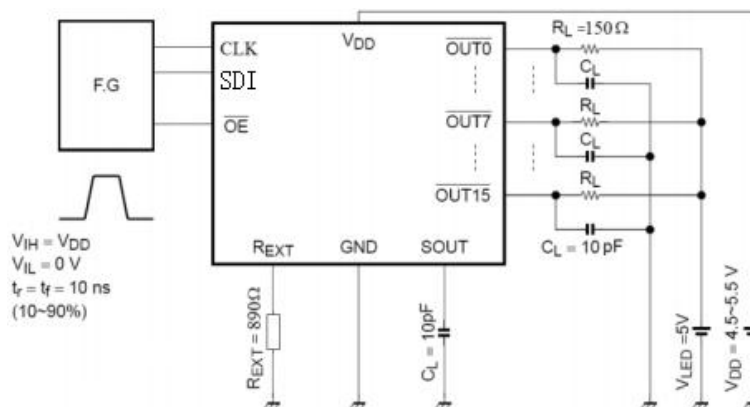 F.G
CLK
SDI
OE
VDD
OUT0
OUT7
OUT15
REXT
GND
SOUT
RL =150Ω
CL
RL
CL
RL
CL = 10 pF
VIH = VDD
VIL = 0 V
tr = tf = 10 ns
(10~90%)
REXT = 890Ω
CL = 10pF
VLED =5V
VDD = 4.5~5.5 V